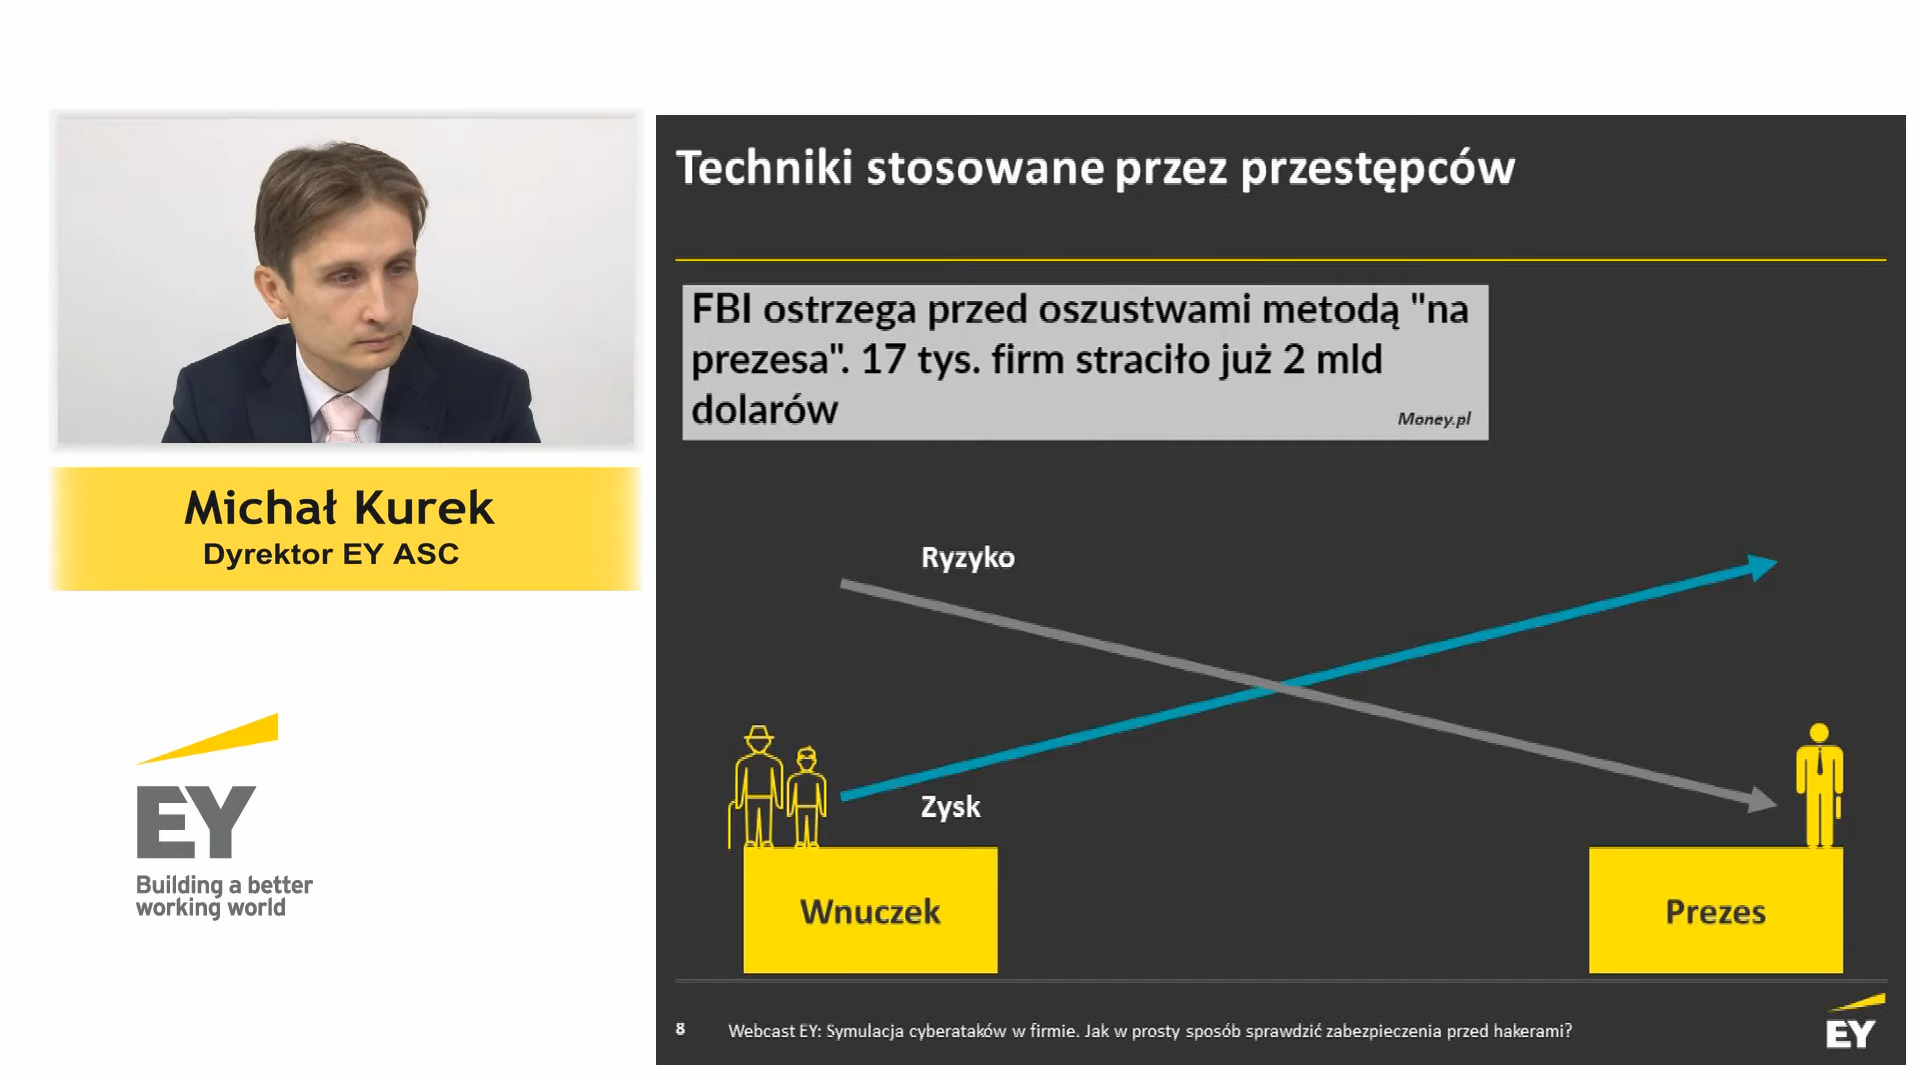 Michał Kurek
Dyrektor EY ASC
EY
Building a better
working world
Techniki stosowane przez przestępców
FBI ostrzega przed oszustwami metodą "na
prezesa". 17 tys. firm straciło już 2 mld
dolarów
Money.pl
Ryzyko
Zysk
Wnuczek
Prezes
8
Webcast EY: Symulacja cyberataków w firmie. Jak w prosty sposób sprawdzić zabezpieczenia przed hakerami?
EY